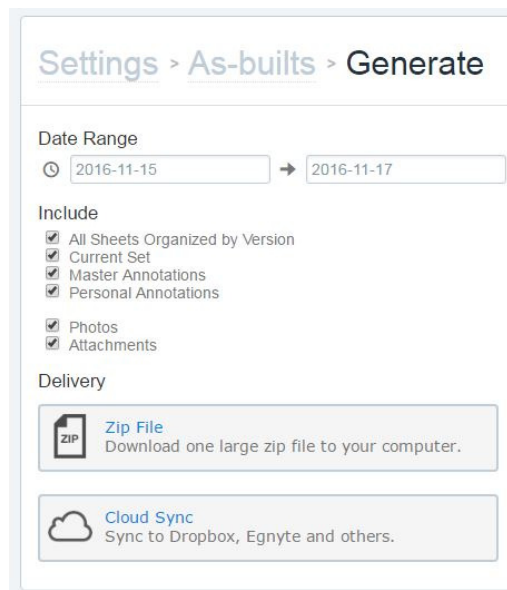 Settings > As-builts > Generate
Date Range
2016-11-15 → 2016-11-17
Include
All Sheets Organized by Version
Current Set
Master Annotations
Personal Annotations
Photos
Attachments
Delivery
ZIP
Zip File
Download one large zip file to your computer.
Cloud Sync
Sync to Dropbox, Egnyte and others.